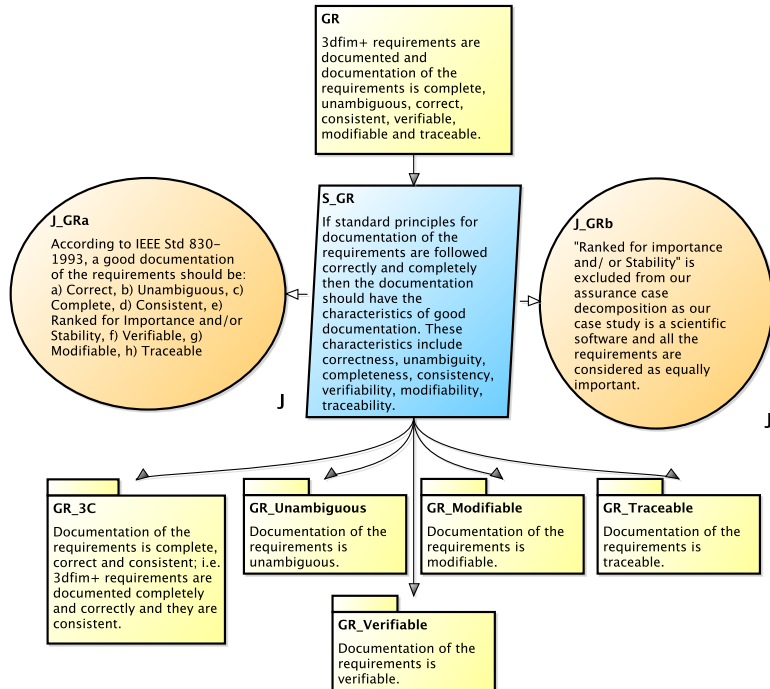 GR
3dfim+ requirements are
documented and
documentation of the
requirements is complete,
unambiguous, correct,
consistent, verifiable,
modifiable and traceable.
J_GRa
According to IEEE Std 830-
1993, a good documentation
of the requirements should be:
a) Correct, b) Unambiguous, c)
Complete, d) Consistent, e)
Ranked for Importance and/or
Stability, f) Verifiable, g)
Modifiable, h) Traceable
J
S_GR
If standard principles for
documentation of the
requirements are followed
correctly and completely
then the documentation
should have the
characteristics of good
documentation. These
characteristics include
correctness, unambiguity,
completeness, consistency,
verifiability, modifiability,
traceability.
J_GRb
"Ranked for importance
and/ or Stability" is
excluded from our
assurance case
decomposition as our
case study is a scientific
software and all the
requirements are
considered as equally
important.
J
GR_3C
Documentation of the
requirements is complete,
correct and consistent; i.e.
3dfim+ requirements are
documented completely
and correctly and they are
consistent.
GR_Unambiguous
Documentation of the
requirements is
unambiguous.
GR_Modifiable
Documentation of the
requirements is
modifiable.
GR_Traceable
Documentation of the
requirements is
traceable.
GR_Verifiable
Documentation of the
requirements is
verifiable.